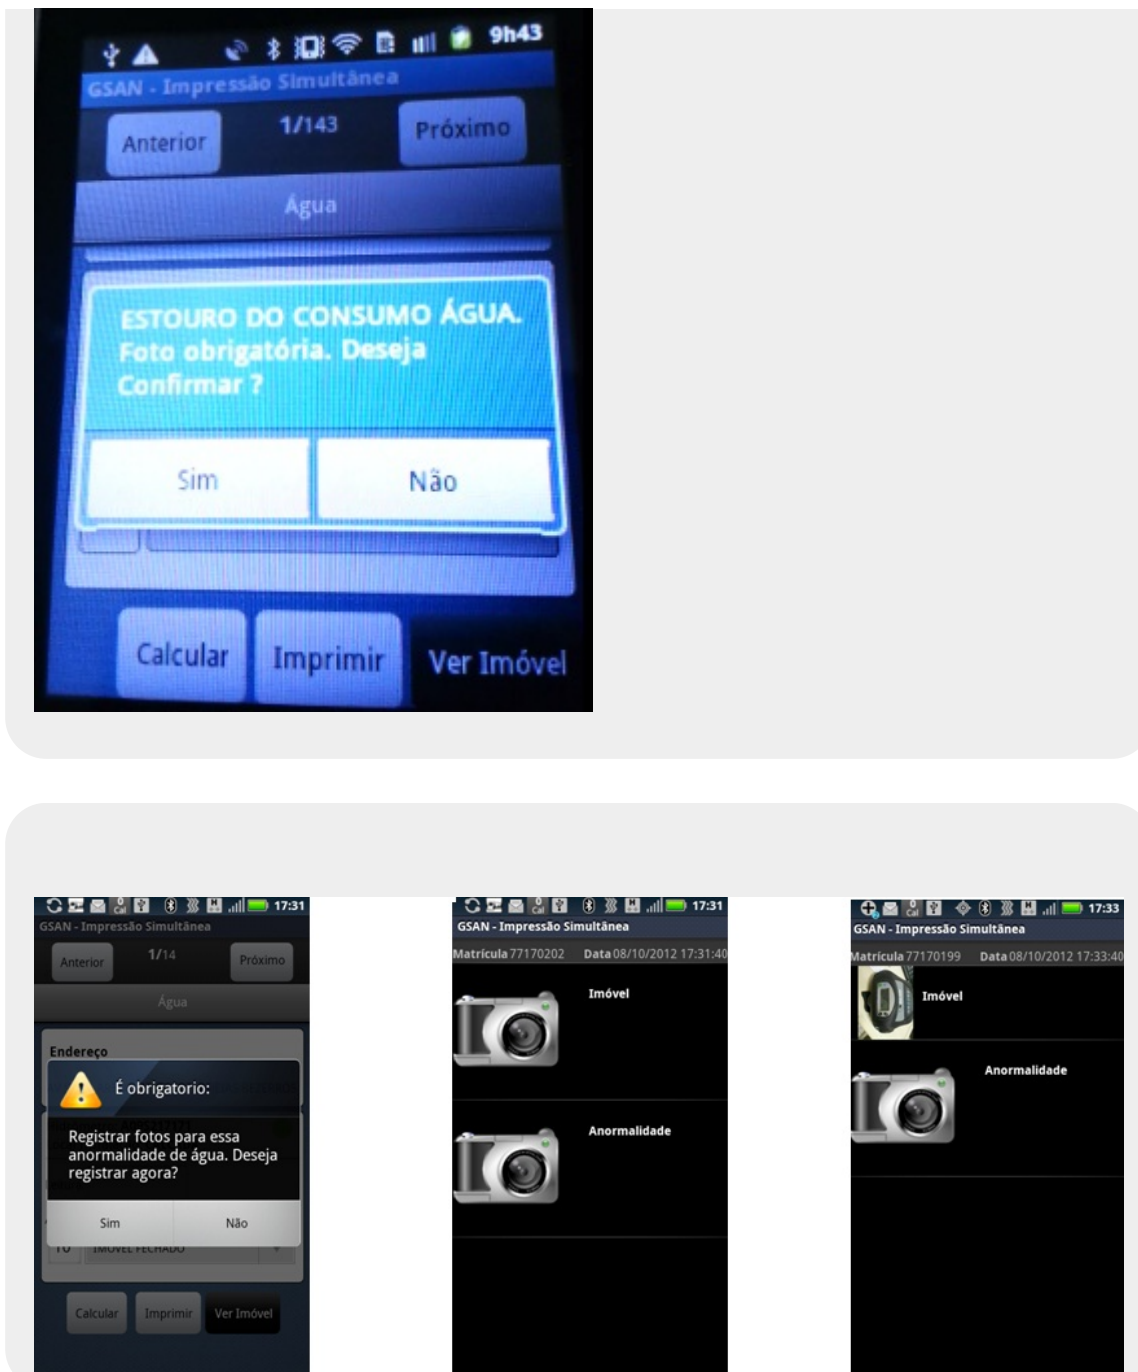 9h43
GSAN - Impressão Simultânea
Anterior 1/143 Próximo
Água
ESTOURO DO CONSUMO ÁGUA.
Foto obrigatória. Deseja
Confirmar ?
Sim Não
Calcular Imprimir Ver Imóvel
17:31
GSAN - Impressão Simultânea
Anterior 1/14 Próximo
Água
Endereço
É obrigatorio:
Registrar fotos para essa
anormalidade de água. Deseja
registrar agora?
Sim Não
10 IMOVEL FECHADO
Calcular Imprimir Ver Imóvel
17:31
GSAN - Impressão Simultânea
Matrícula 77170202 Data 08/10/2012 17:31:40
Imóvel
Anormalidade
17:33
GSAN - Impressão Simultânea
Matrícula 77170199 Data 08/10/2012 17:33:40
Imóvel
Anormalidade